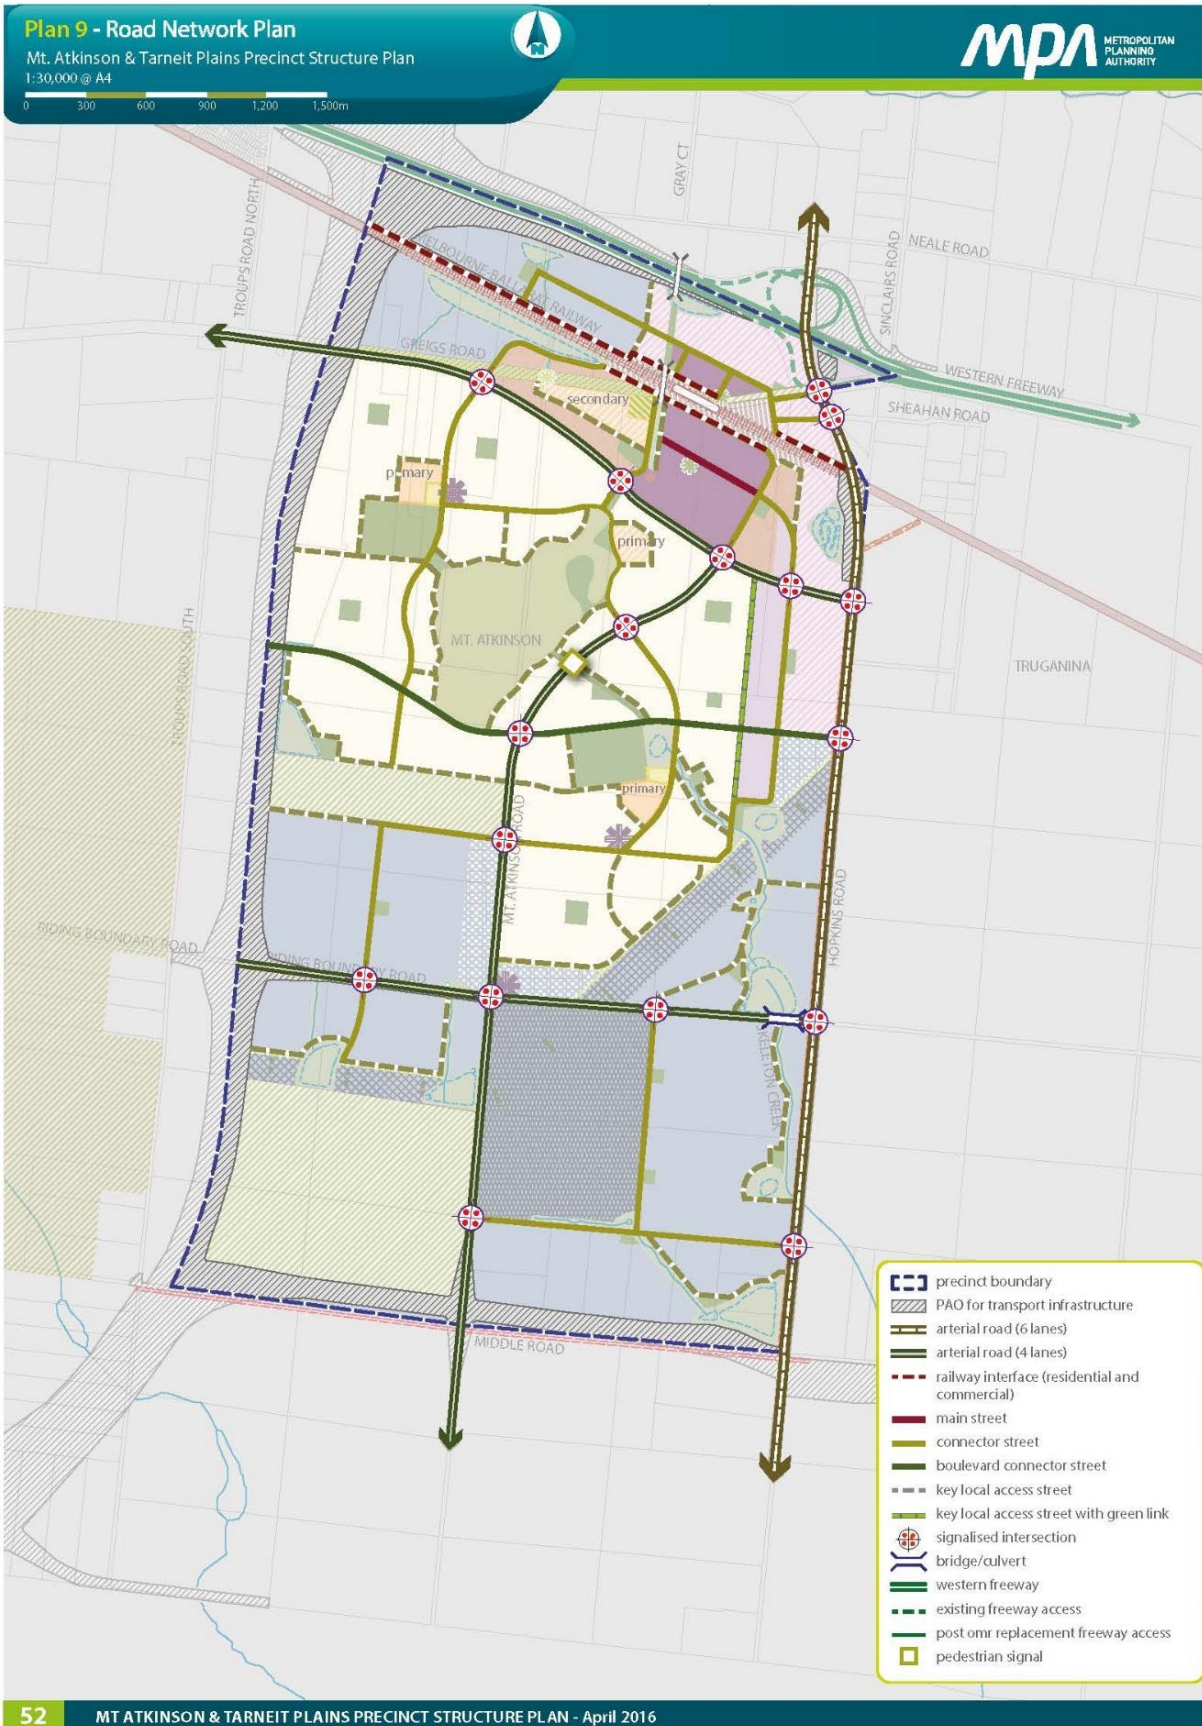 Plan 9 - Road Network Plan
Mt. Atkinson & Tarneit Plains Precinct Structure Plan
1:30,000 @ A4
0 300 600 900 1,200 1,500m
N
MPA METROPOLITAN
PLANNING
AUTHORITY
GRAY CT
TROUPS ROAD NORTH
NEALE ROAD
SINCLAIRS ROAD
MELBOURNE-BALLARAT RAILWAY
GREIGS ROAD
WESTERN FREEWAY
SHEAHAN ROAD
secondary
primary
primary
MT. ATKINSON
TRUGANINA
TROUPS ROAD SOUTH
primary
MT. ATKINSON ROAD
HOPKINS ROAD
RIDING BOUNDARY ROAD
RIDING BOUNDARY ROAD
SKELETON CREEK
MIDDLE ROAD
precinct boundary
PAO for transport infrastructure
arterial road (6 lanes)
arterial road (4 lanes)
railway interface (residential and
commercial)
main street
connector street
boulevard connector street
key local access street
key local access street with green link
signalised intersection
bridge/culvert
western freeway
existing freeway access
post omr replacement freeway access
pedestrian signal
52 MT ATKINSON & TARNEIT PLAINS PRECINCT STRUCTURE PLAN - April 2016